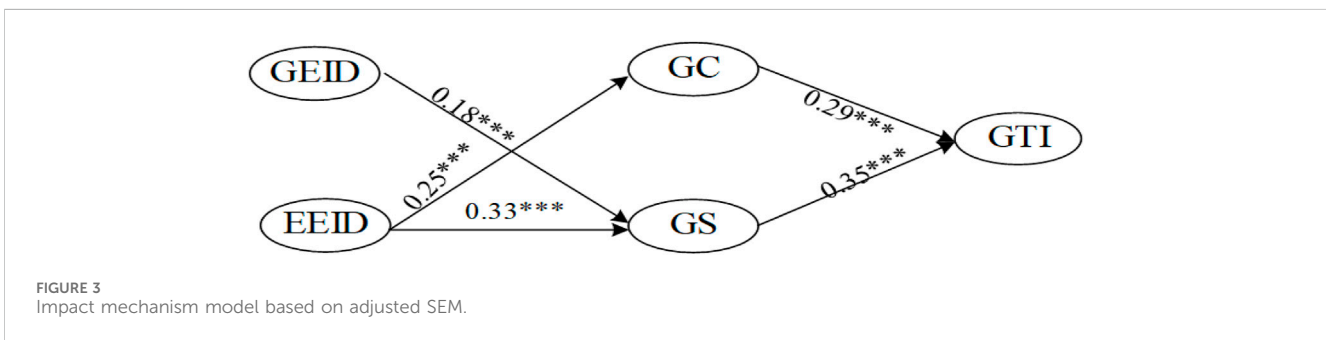 GEID
GC
0.18***
0.29***
GTI
0.25***
0.35***
EEID
0.33***
GS
FIGURE 3
Impact mechanism model based on adjusted SEM.